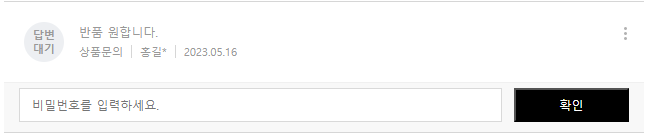 답변
대기
반품 원합니다.
상품문의 홍길* 2023.05.16
비밀번호를 입력하세요. 확인